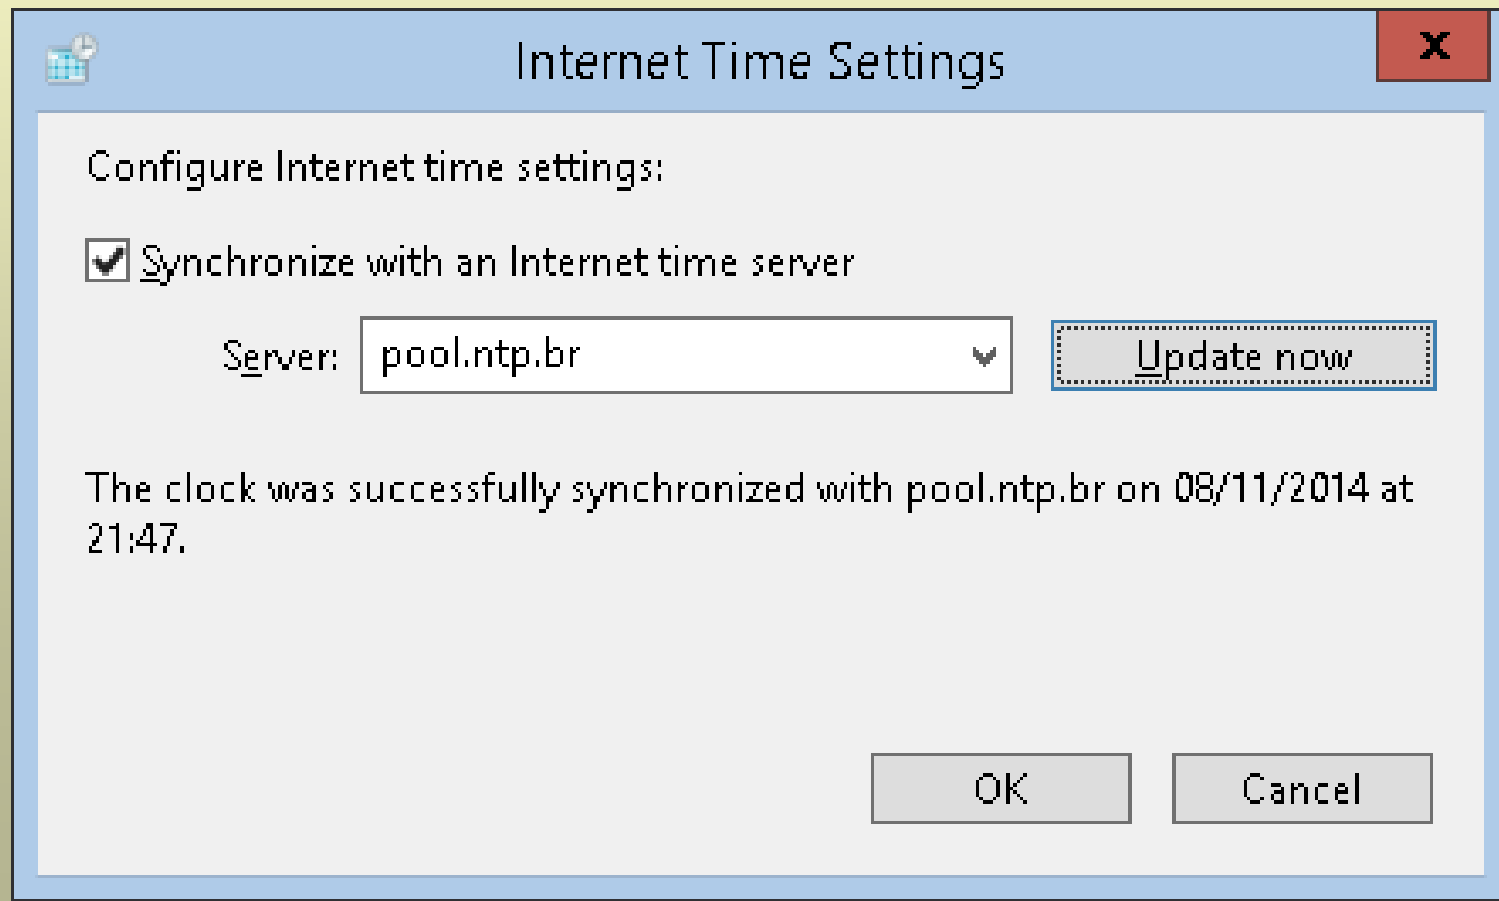 Internet Time Settings
x
Configure Internet time settings:
Synchronize with an Internet time server
Server: pool.ntp.br Update now
The clock was successfully synchronized with pool.ntp.br on 08/11/2014 at
21:47.
OK Cancel